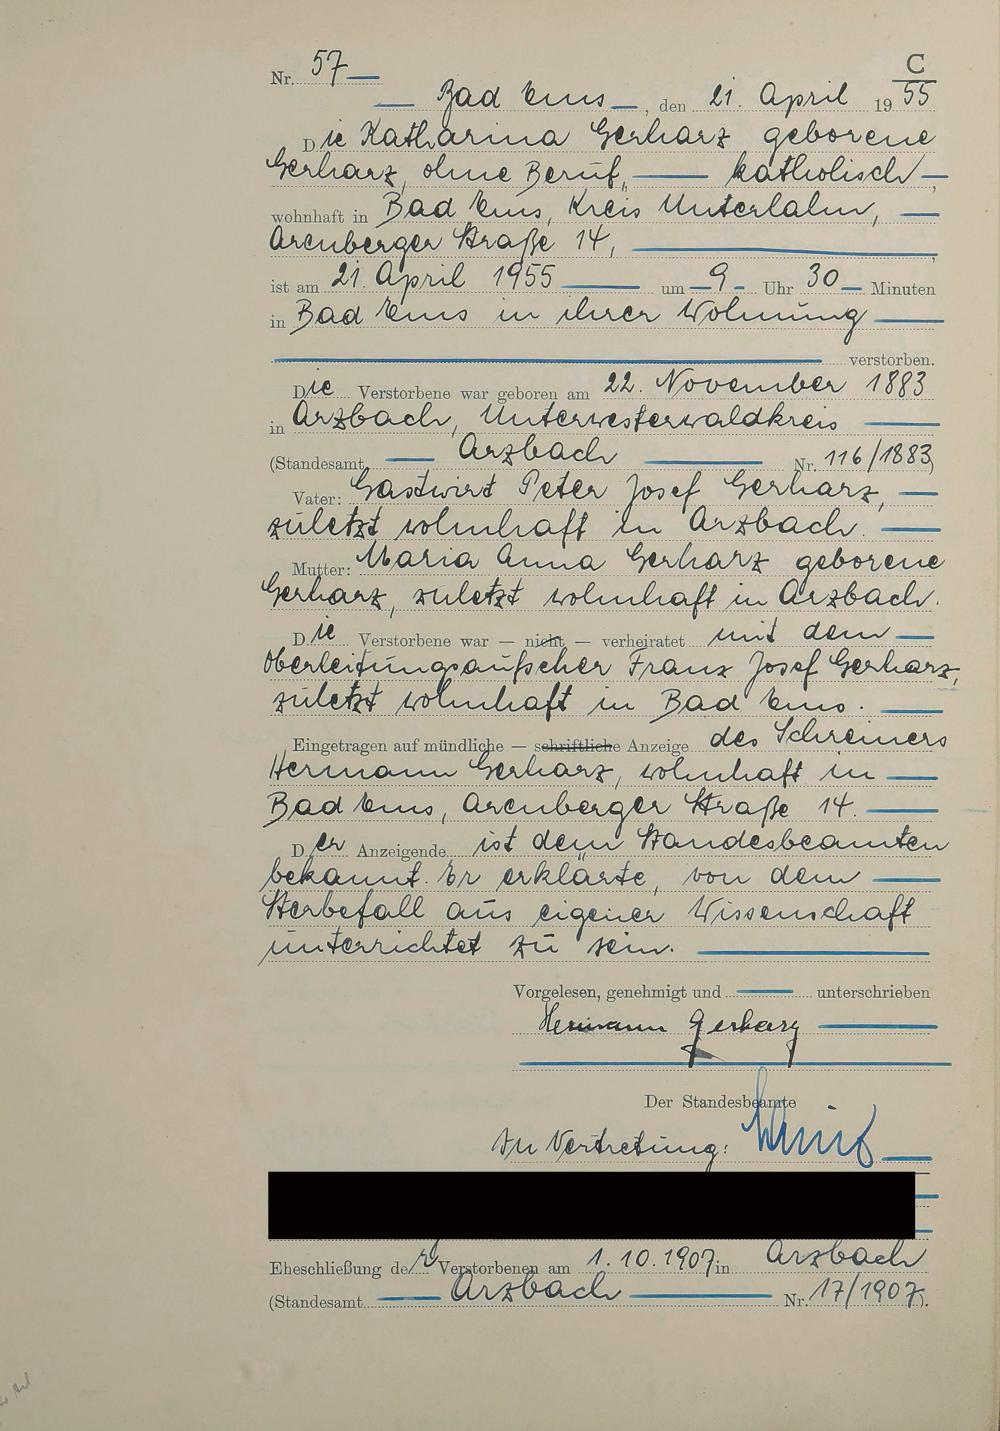 C
Nr. 57
Bad Ems, den 21. April 1955
Die Katharina Gerharz geborene
Gerharz, ohne Beruf, katholisch,
wohnhaft in Bad Ems, Kreis Unterlahn,
Arenberger Straße 14,
ist am 21. April 1955 um 9 Uhr 30 Minuten
in Bad Ems in ihrer Wohnung
verstorben.
Die Verstorbene war geboren am 22. November 1883
in Arzbach, Unterwesterwaldkreis
(Standesamt Arzbach Nr. 116/1883)
Vater: Gastwirt Peter Josef Gerharz,
zuletzt wohnhaft in Arzbach.
Mutter: Maria Anna Gerharz geborene
Gerharz, zuletzt wohnhaft in Arzbach.
Die Verstorbene war — nicht — verheiratet mit dem
Oberleitungsaufseher Franz Josef Gerharz,
zuletzt wohnhaft in Bad Ems.
Eingetragen auf mündliche — schriftliche Anzeige des Schreiners
Hermann Gerharz, wohnhaft in
Bad Ems, Arenberger Straße 14.
Der Anzeigende ist dem Standesbeamten
bekannt. Er erklärte, von dem
Sterbefall aus eigener Wissenschaft
unterrichtet zu sein.
Vorgelesen, genehmigt und unterschrieben
Hermann Gerharz
Der Standesbeamte
In Vertretung:
Eheschließung der Verstorbenen am 1.10.1907 in Arzbach
(Standesamt Arzbach Nr. 17/1907).